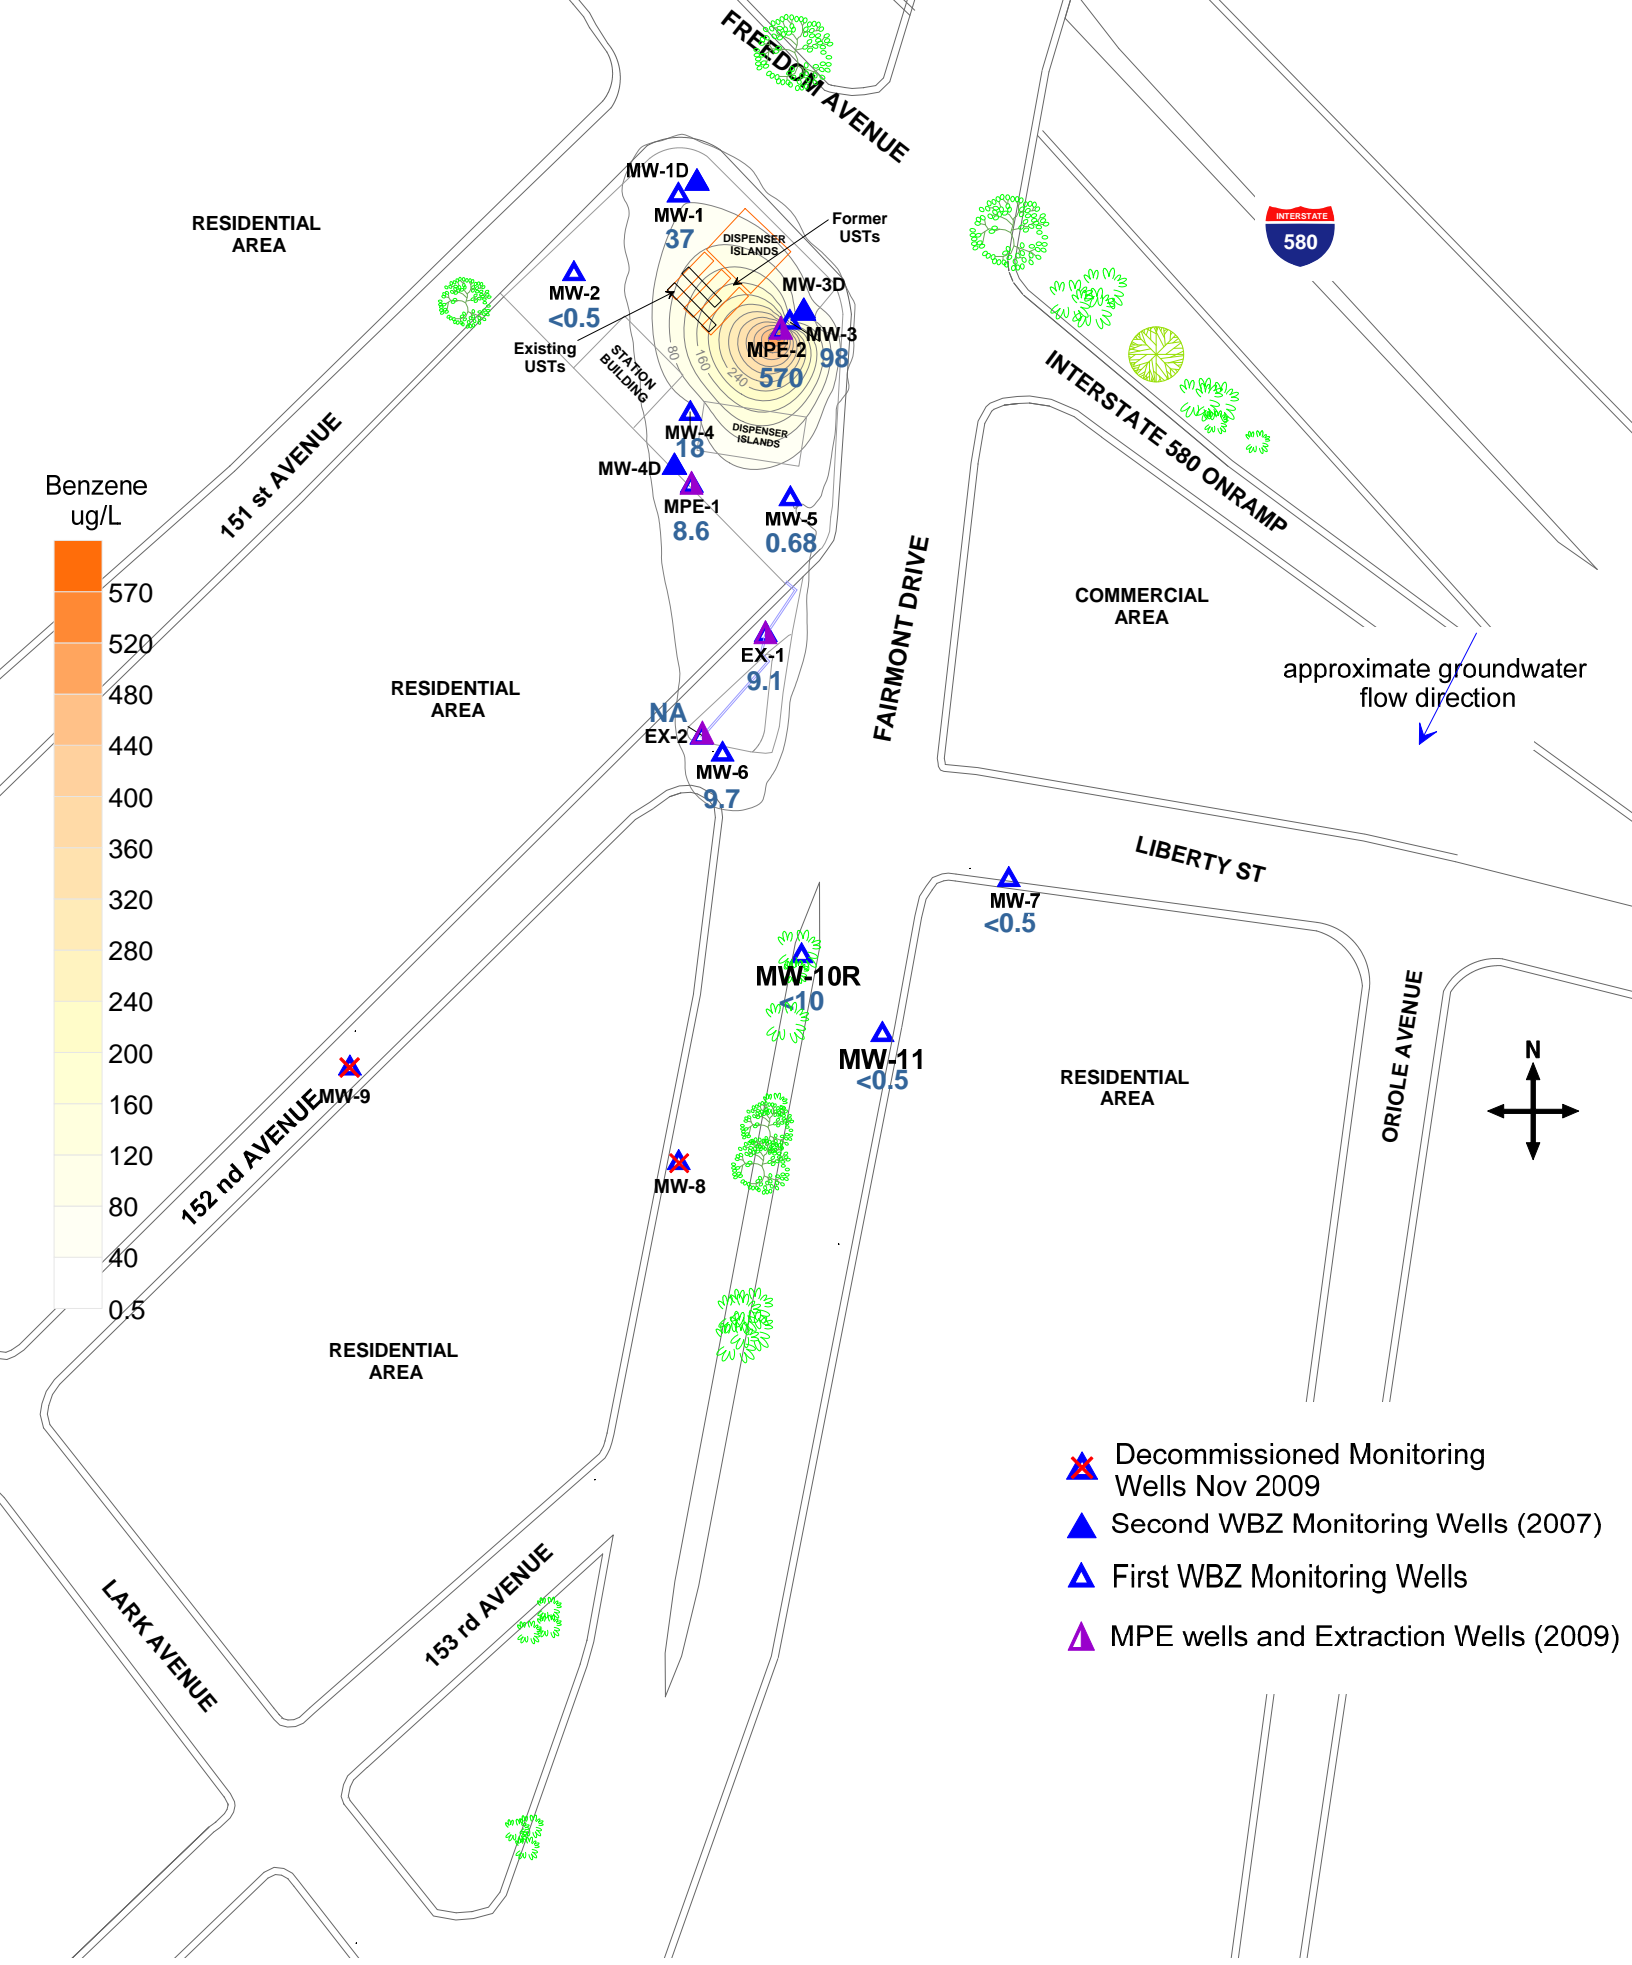 FREEDOM AVENUE
MW-1D
MW-1
37
Former
USTs
DISPENSER
ISLANDS
RESIDENTIAL
AREA
INTERSTATE
580
MW-2
<0.5
MW-3D
MW-3
98
MPE-2
570
Existing
USTs
STATION
BUILDING
80
160
240
INTERSTATE 580 ONRAMP
MW-4
18
DISPENSER
ISLANDS
MW-4D
MPE-1
8.6
MW-5
0.68
151 st AVENUE
Benzene
ug/L
570
520
480
440
400
360
320
280
240
200
160
120
80
40
0.5
FAIRMONT DRIVE
COMMERCIAL
AREA
approximate groundwater
flow direction
EX-1
9.1
RESIDENTIAL
AREA
NA
EX-2
MW-6
9.7
LIBERTY ST
MW-7
<0.5
MW-10R
<10
MW-11
<0.5
ORIOLE AVENUE
N
RESIDENTIAL
AREA
MW-9
152 nd AVENUE
MW-8
RESIDENTIAL
AREA
153 rd AVENUE
LARK AVENUE
Decommissioned Monitoring
Wells Nov 2009
Second WBZ Monitoring Wells (2007)
First WBZ Monitoring Wells
MPE wells and Extraction Wells (2009)